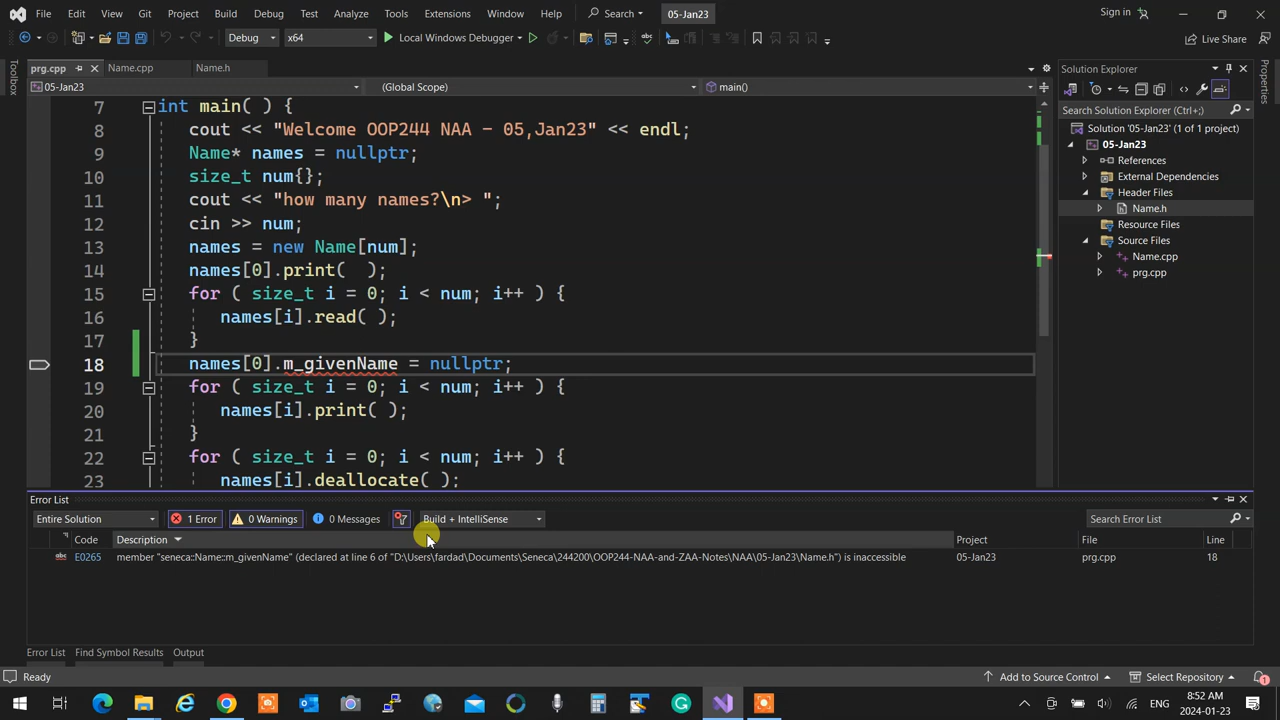 File Edit View Git Project Build Debug Test Analyze Tools Extensions Window Help Search 05-Jan23 Sign in
Debug x64 Local Windows Debugger Live Share
Toolbox
prg.cpp Name.cpp Name.h
05-Jan23 (Global Scope) main()
7 int main( ) {
8 cout << "Welcome OOP244 NAA - 05,Jan23" << endl;
9 Name* names = nullptr;
10 size_t num{};
11 cout << "how many names?\n> ";
12 cin >> num;
13 names = new Name[num];
14 names[0].print(  );
15 for ( size_t i = 0; i < num; i++ ) {
16 names[i].read( );
17 }
18 names[0].m_givenName = nullptr;
19 for ( size_t i = 0; i < num; i++ ) {
20 names[i].print( );
21 }
22 for ( size_t i = 0; i < num; i++ ) {
23 names[i].deallocate( );
Solution Explorer
Properties
Search Solution Explorer (Ctrl+;)
Solution '05-Jan23' (1 of 1 project)
05-Jan23
References
External Dependencies
Header Files
Name.h
Resource Files
Source Files
Name.cpp
prg.cpp
Error List
Entire Solution 1 Error 0 Warnings 0 Messages Build + IntelliSense Search Error List
Code Description Project File Line
abc E0265 member "seneca::Name::m_givenName" (declared at line 6 of "D:\Users\fardad\Documents\Seneca\244200\OOP244-NAA-and-ZAA-Notes\NAA\05-Jan23\Name.h") is inaccessible 05-Jan23 prg.cpp 18
Error List Find Symbol Results Output
Ready Add to Source Control Select Repository 1
ENG 8:52 AM
2024-01-23